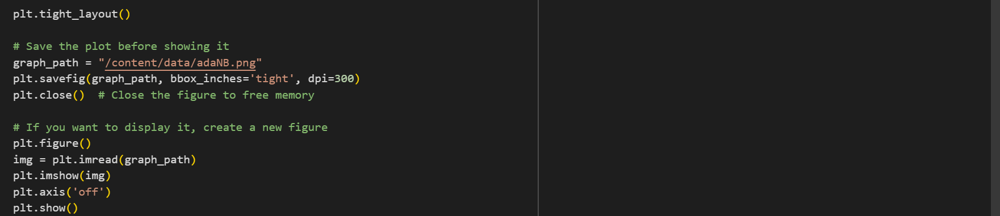 plt.tight_layout()
# Save the plot before showing it
graph_path = "/content/data/adaNB.png"
plt.savefig(graph_path, bbox_inches='tight', dpi=300)
plt.close()  # Close the figure to free memory
# If you want to display it, create a new figure
plt.figure()
img = plt.imread(graph_path)
plt.imshow(img)
plt.axis('off')
plt.show()